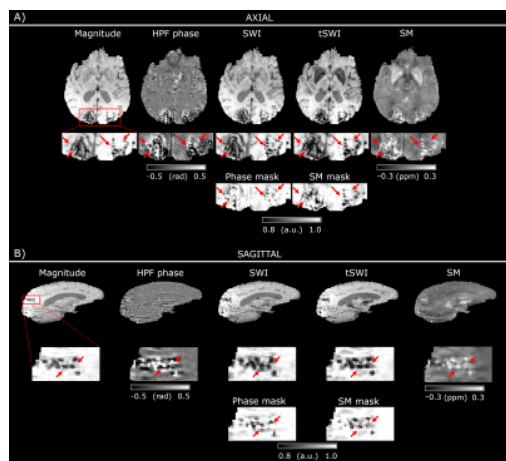 A) AXIAL
Magnitude HPF phase SWI tSWI SM
-0.5 (rad) 0.5 -0.3 (ppm) 0.3
Phase mask SM mask
0.8 (a.u.) 1.0
B) SAGITTAL
Magnitude HPF phase SWI tSWI SM
-0.5 (rad) 0.5 -0.3 (ppm) 0.3
Phase mask SM mask
0.8 (a.u.) 1.0